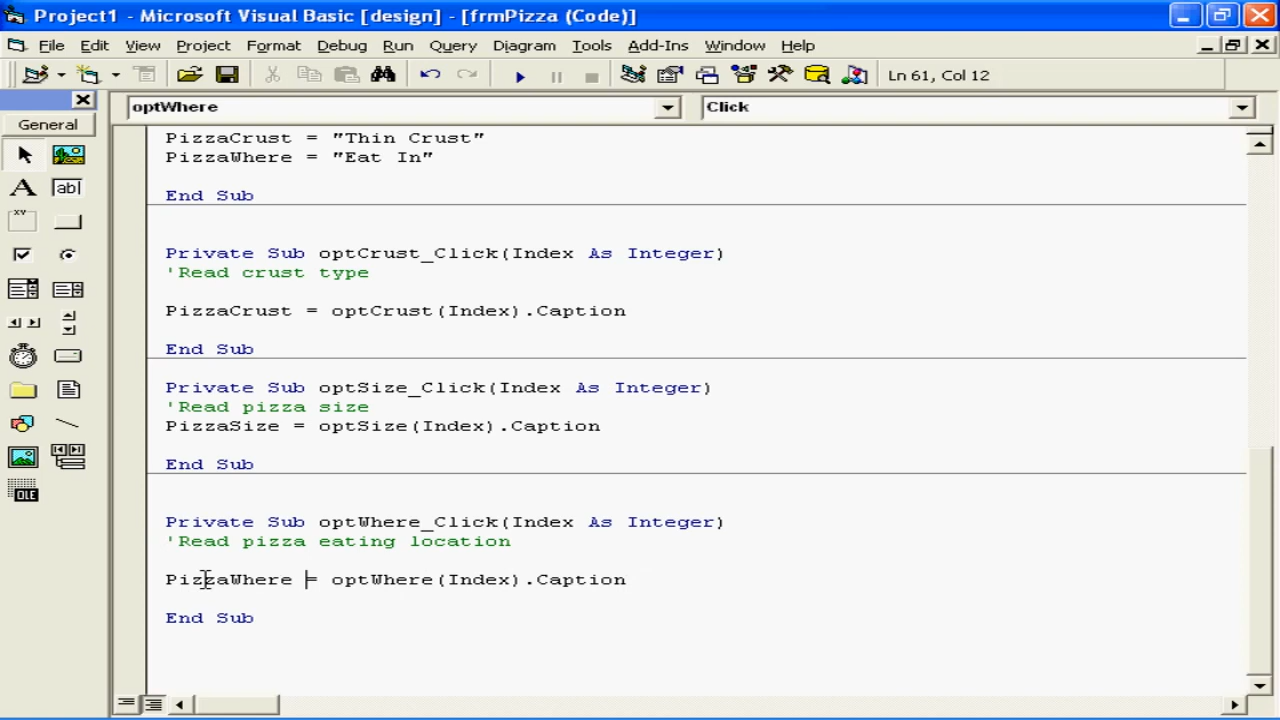 Project1 - Microsoft Visual Basic [design] - [frmPizza (Code)]
File Edit View Project Format Debug Run Query Diagram Tools Add-Ins Window Help
Ln 61, Col 12
General
optWhere
Click
A
ab|
xy
OLE
PizzaCrust = "Thin Crust"
PizzaWhere = "Eat In"
End Sub
Private Sub optCrust_Click(Index As Integer)
'Read crust type
PizzaCrust = optCrust(Index).Caption
End Sub
Private Sub optSize_Click(Index As Integer)
'Read pizza size
PizzaSize = optSize(Index).Caption
End Sub
Private Sub optWhere_Click(Index As Integer)
'Read pizza eating location
PizzaWhere = optWhere(Index).Caption
End Sub